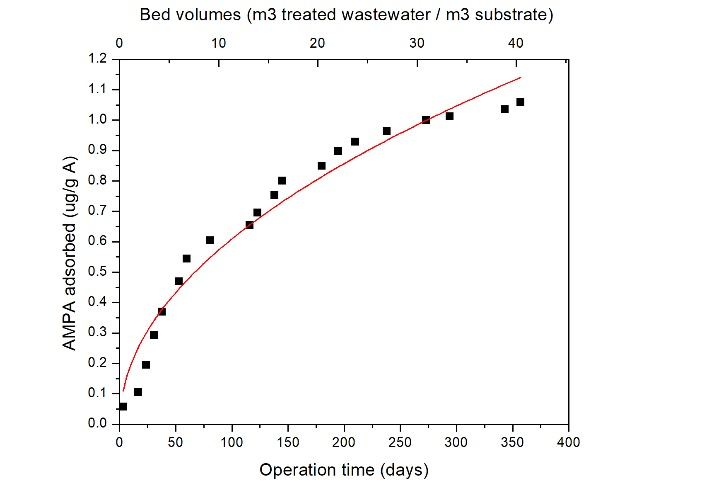 Bed volumes (m3 treated wastewater / m3 substrate)
0 10 20 30 40
1.2
1.1
1.0
0.9
0.8
0.7
0.6
0.5
0.4
0.3
0.2
0.1
0.0
AMPA adsorbed (ug/g A)
0 50 100 150 200 250 300 350 400
Operation time (days)